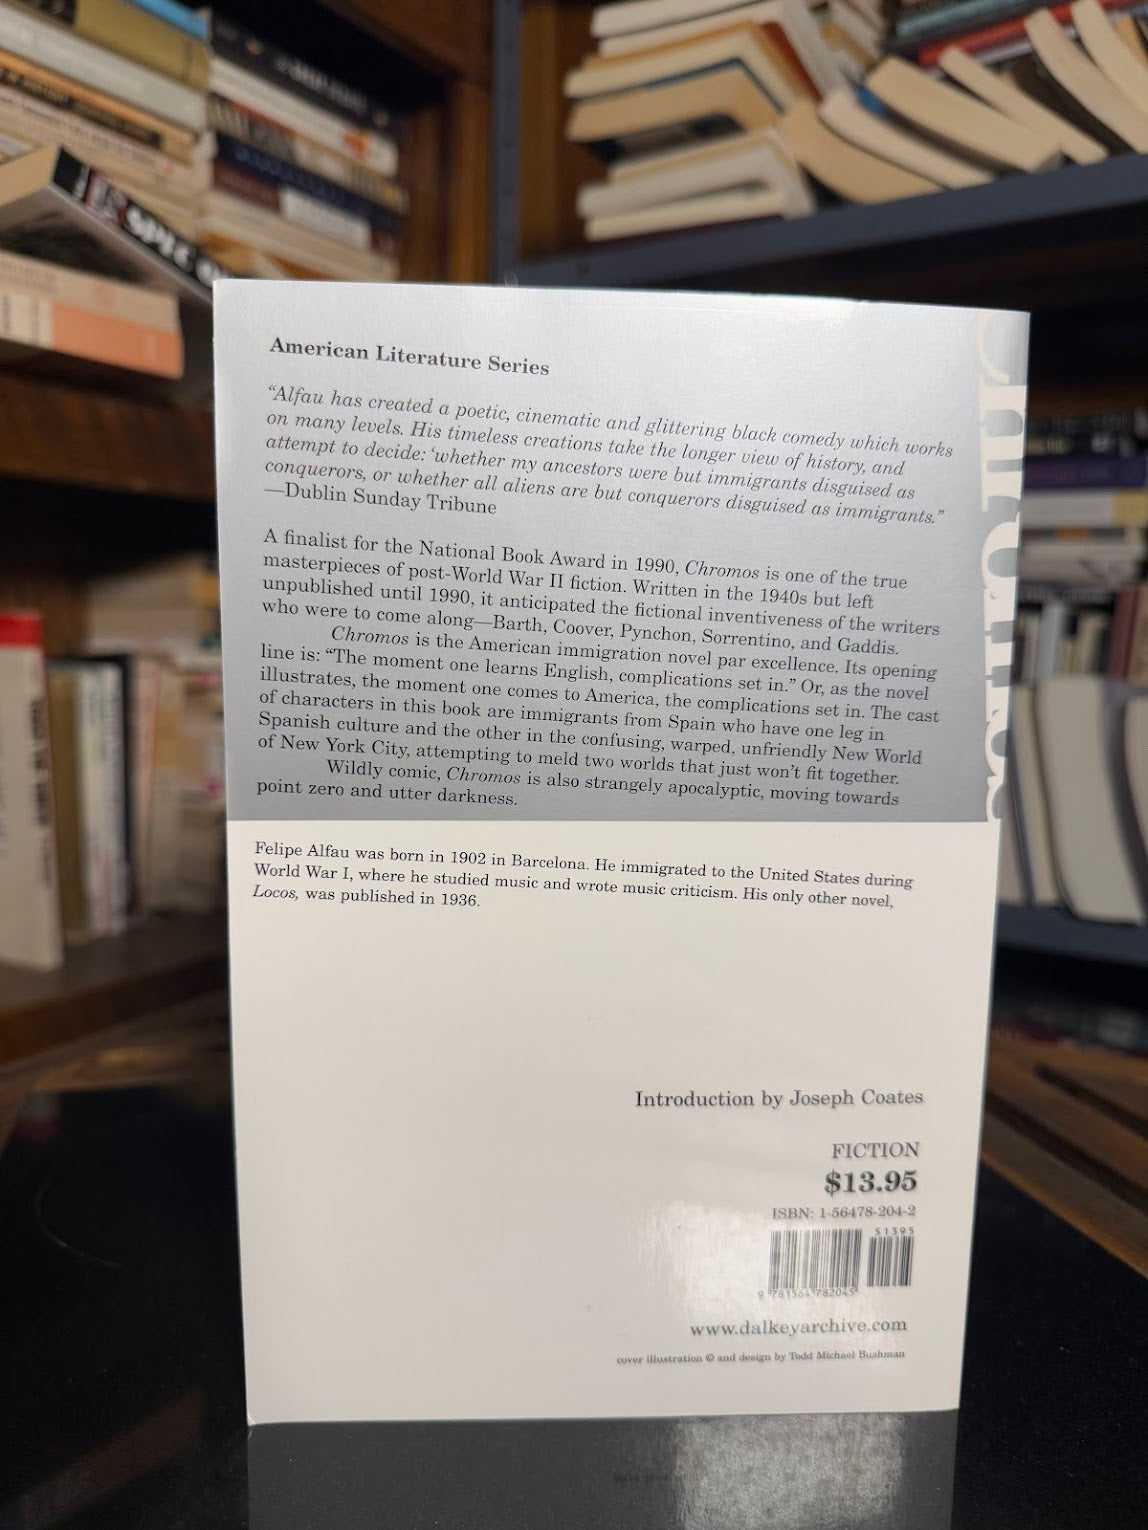 American Literature Series
“Alfau has created a poetic, cinematic and glittering black comedy which works
on many levels. His timeless creations take the longer view of history, and
attempt to decide: ‘whether my ancestors were but immigrants disguised as
conquerors, or whether all aliens are but conquerors disguised as immigrants.”
—Dublin Sunday Tribune
A finalist for the National Book Award in 1990, Chromos is one of the true
masterpieces of post-World War II fiction. Written in the 1940s but left
unpublished until 1990, it anticipated the fictional inventiveness of the writers
who were to come along—Barth, Coover, Pynchon, Sorrentino, and Gaddis.
Chromos is the American immigration novel par excellence. Its opening
line is: “The moment one learns English, complications set in.” Or, as the novel
illustrates, the moment one comes to America, the complications set in. The cast
of characters in this book are immigrants from Spain who have one leg in
Spanish culture and the other in the confusing, warped, unfriendly New World
of New York City, attempting to meld two worlds that just won’t fit together.
Wildly comic, Chromos is also strangely apocalyptic, moving towards
point zero and utter darkness.
Felipe Alfau was born in 1902 in Barcelona. He immigrated to the United States during
World War I, where he studied music and wrote music criticism. His only other novel,
Locos, was published in 1936.
Introduction by Joseph Coates
FICTION
$13.95
ISBN: 1-56478-204-2
51395
9 781564 782045
www.dalkeyarchive.com
cover illustration © and design by Todd Michael Bushman
Chromos